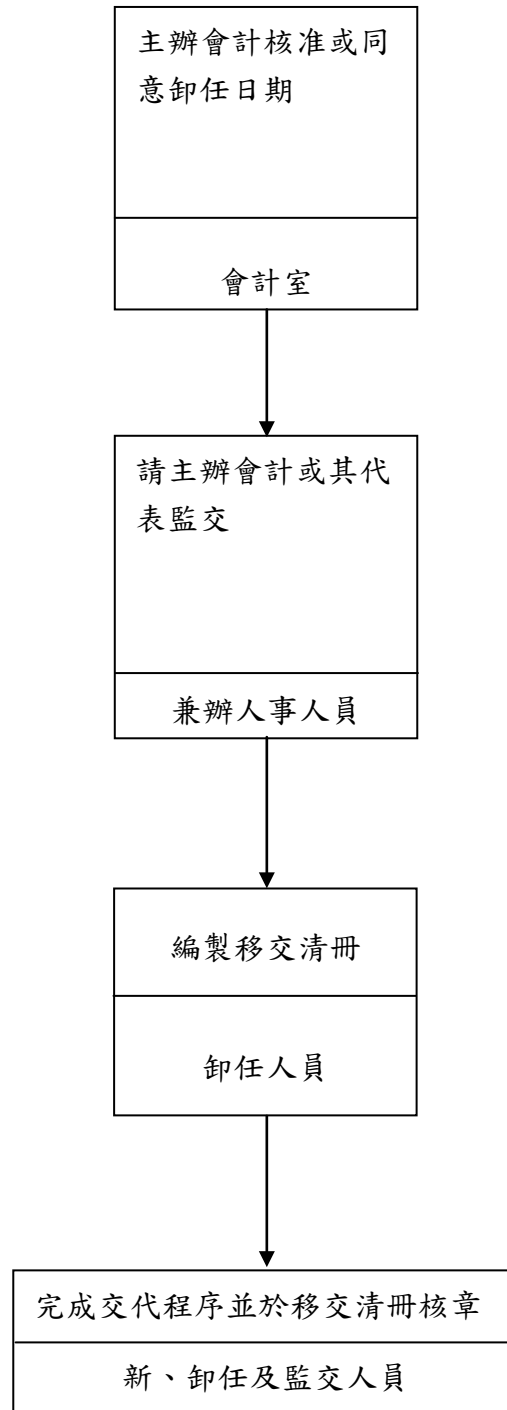 主辦會計核准或同
意卸任日期
會計室
請主辦會計或其代
表監交
兼辦人事人員
編製移交清冊
卸任人員
完成交代程序並於移交清冊核章
新、卸任及監交人員